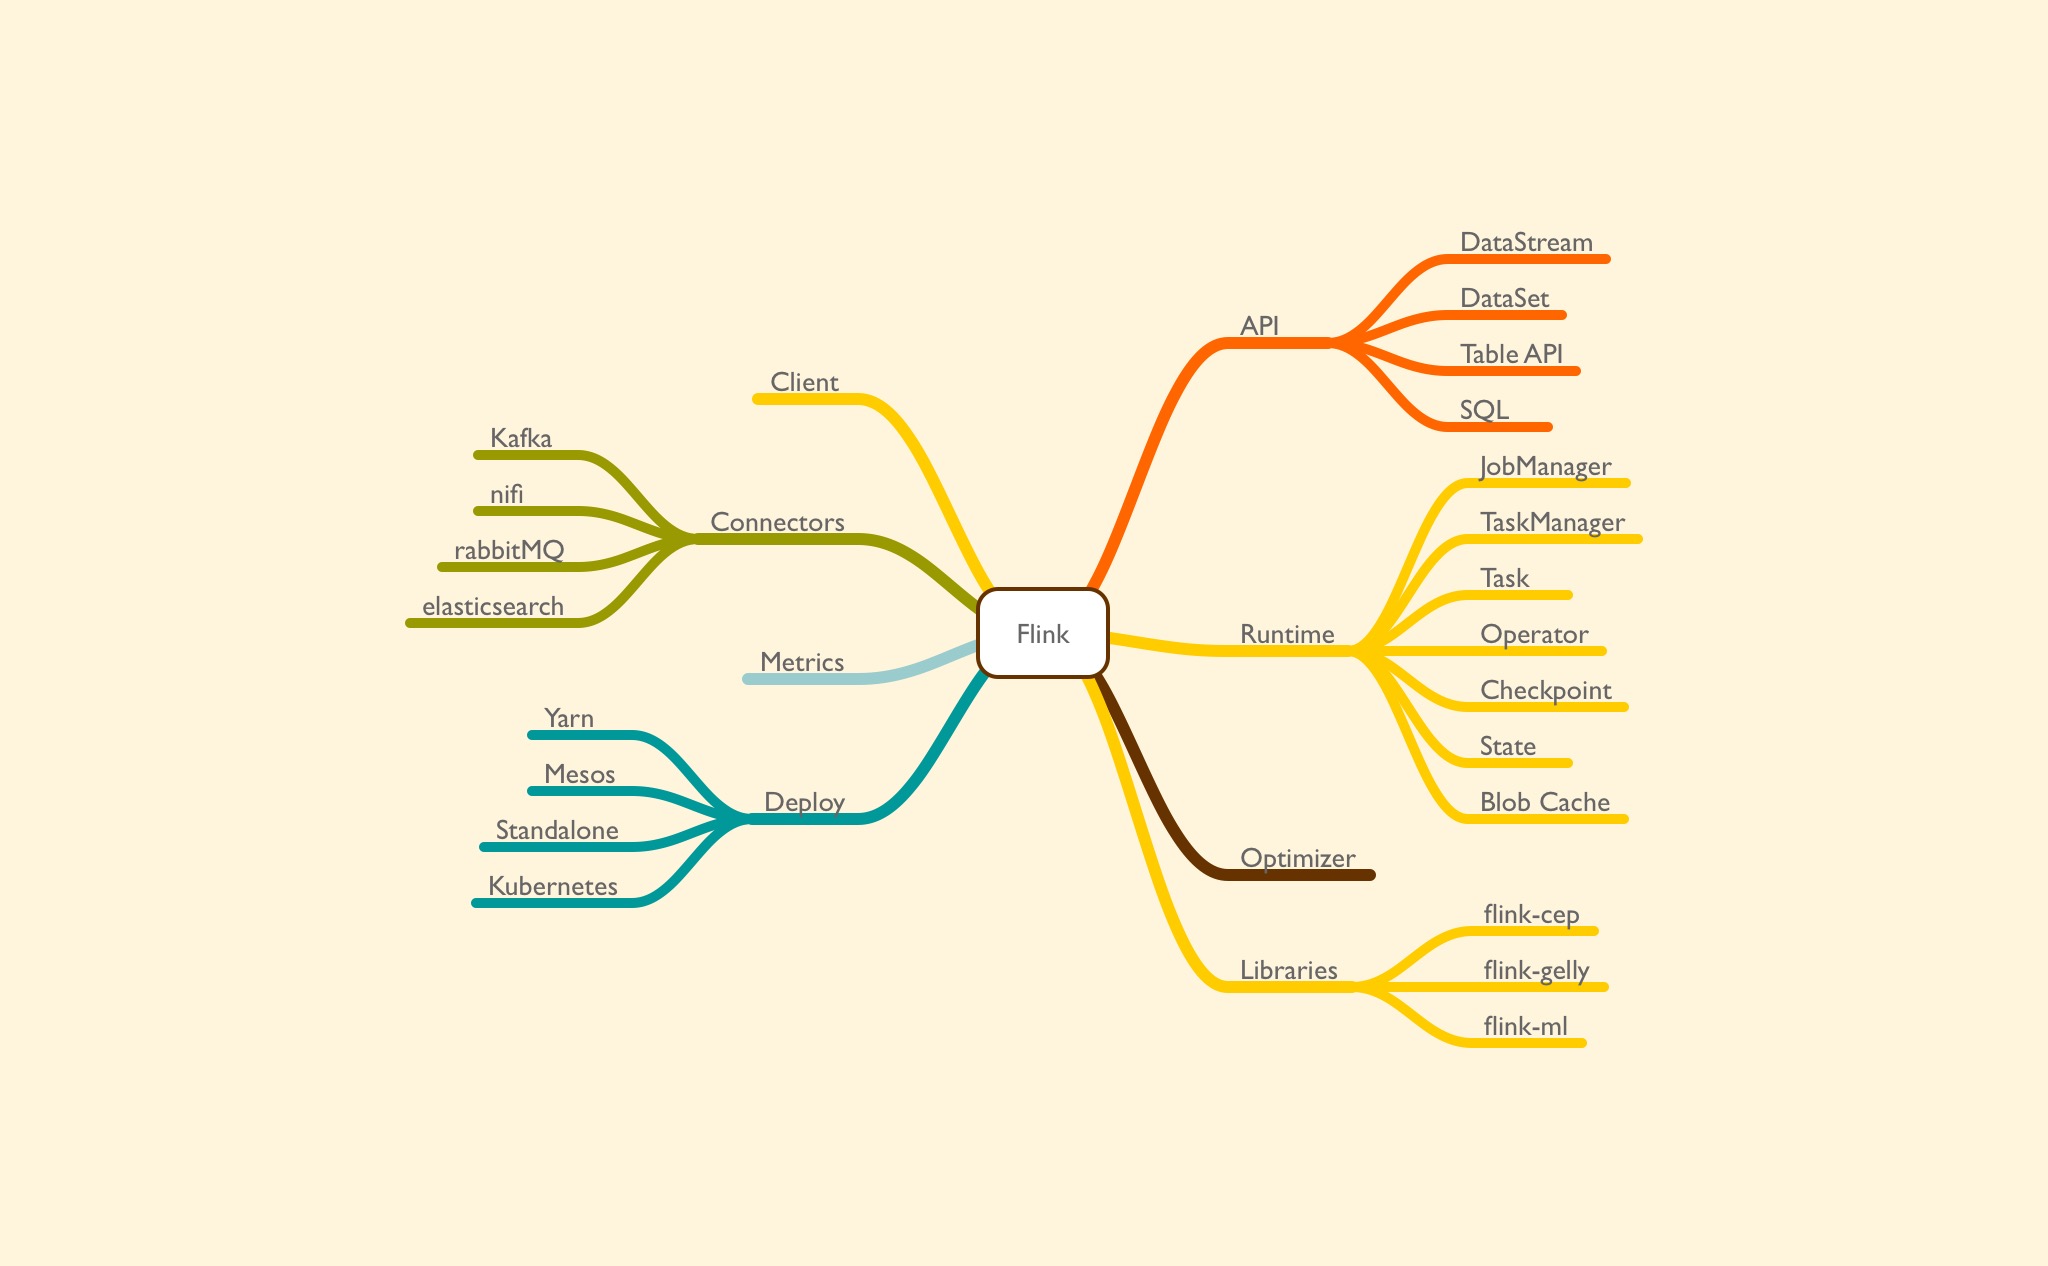 Flink
API
DataStream
DataSet
Table API
SQL
Runtime
JobManager
TaskManager
Task
Operator
Checkpoint
State
Blob Cache
Optimizer
Libraries
flink-cep
flink-gelly
flink-ml
Client
Connectors
Kafka
nifi
rabbitMQ
elasticsearch
Metrics
Deploy
Yarn
Mesos
Standalone
Kubernetes